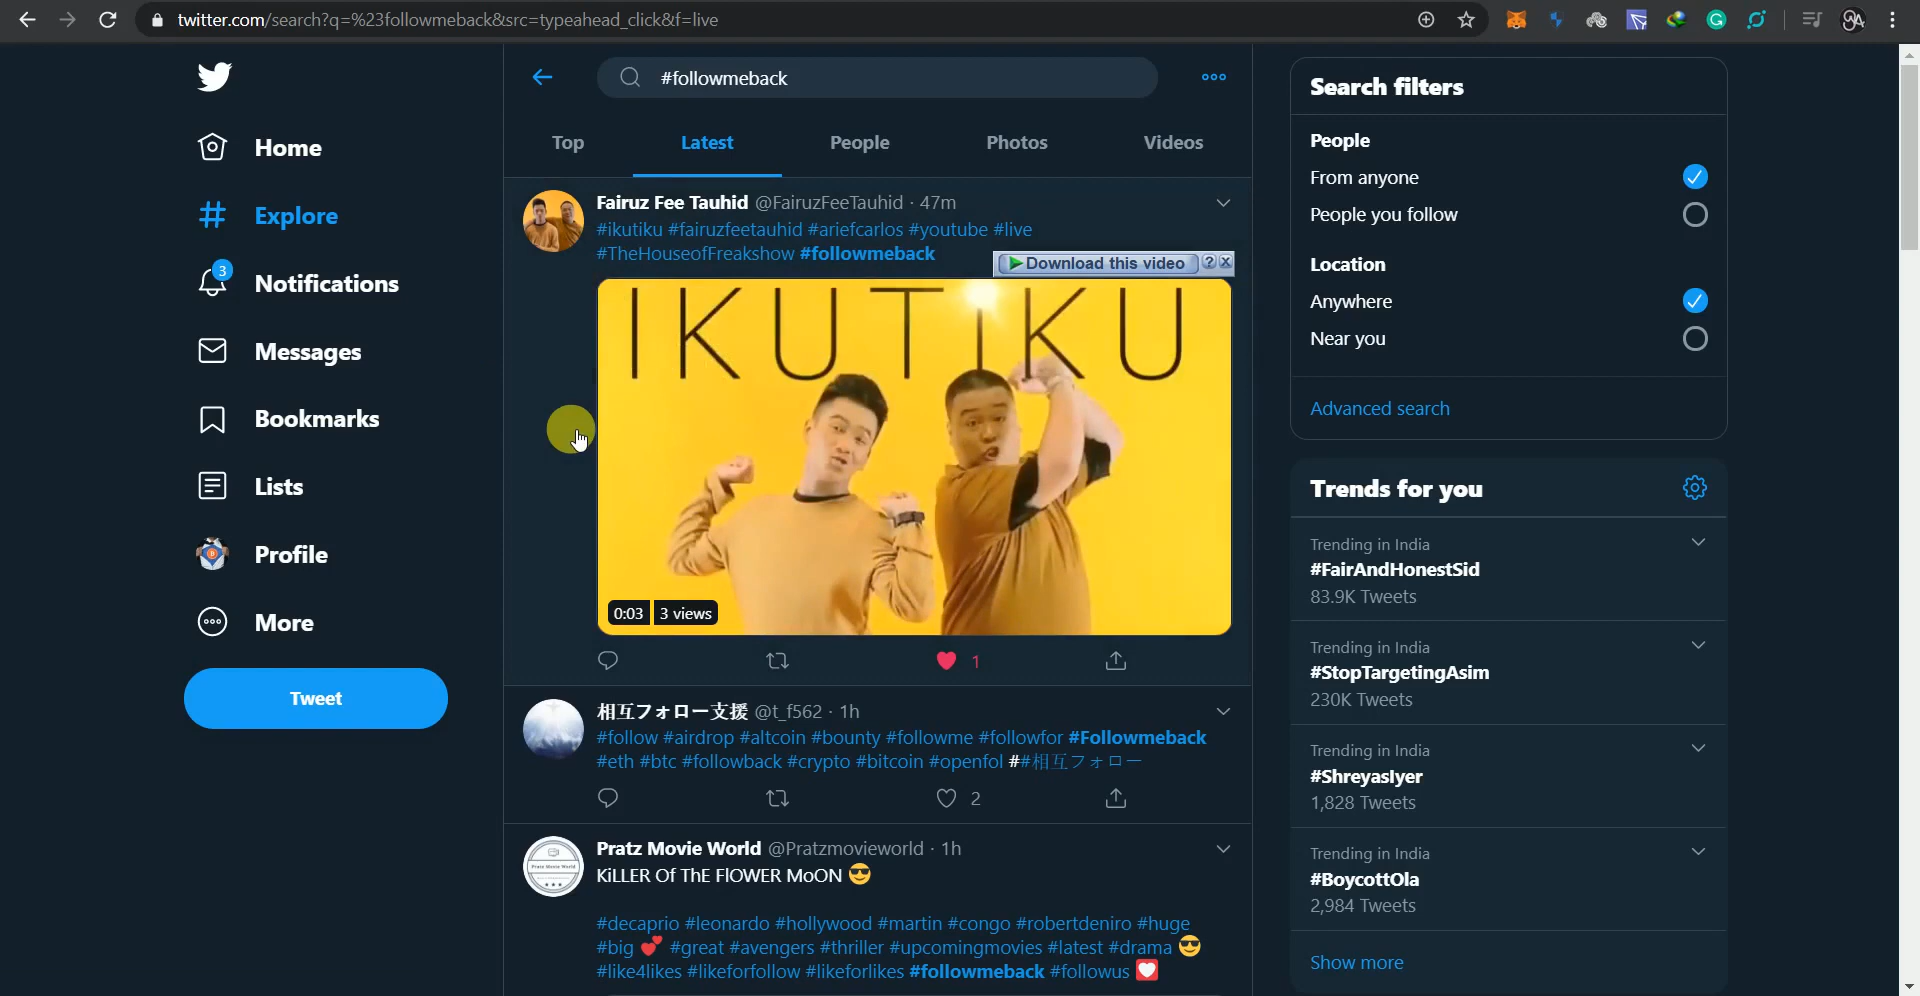 twitter.com/search?q=%23followmeback&src=typeahead_click&f=live
#followmeback
Home
Explore
3
Notifications
Messages
Bookmarks
Lists
Profile
More
Tweet
Top
Latest
People
Photos
Videos
Fairuz Fee Tauhid @FairuzFeeTauhid · 47m
#ikutiku #fairuzfeetauhid #ariefcarlos #youtube #live
#TheHouseofFreakshow #followmeback
Download this video
IKUTIKU
0:03 3 views
1
相互フォロー支援 @t_f562 · 1h
#follow #airdrop #altcoin #bounty #followme #followfor #Followmeback
#eth #btc #followback #crypto #bitcoin #openfol ##相互フォロー
2
Pratz Movie World @Pratzmovieworld · 1h
KiLLER Of ThE FlOWER MoON 😎
#decaprio #leonardo #hollywood #martin #congo #robertdeniro #huge
#big 💕 #great #avengers #thriller #upcomingmovies #latest #drama 😎
#like4likes #likeforfollow #likeforlikes #followmeback #followus 💟
Search filters
People
From anyone
People you follow
Location
Anywhere
Near you
Advanced search
Trends for you
Trending in India
#FairAndHonestSid
83.9K Tweets
Trending in India
#StopTargetingAsim
230K Tweets
Trending in India
#ShreyasIyer
1,828 Tweets
Trending in India
#BoycottOla
2,984 Tweets
Show more